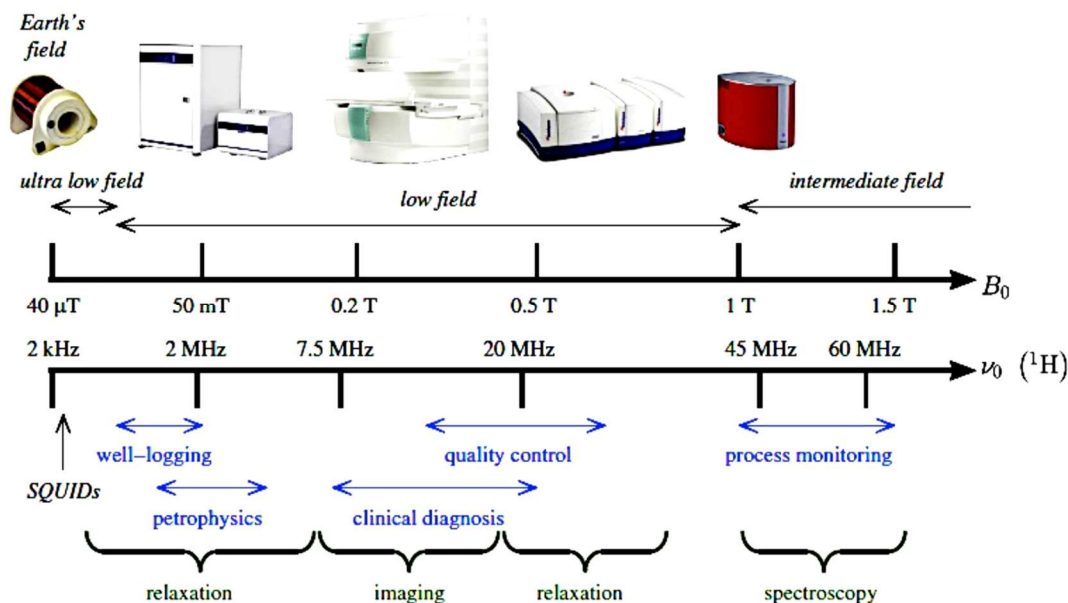 Earth's
field
ultra low field
low field
intermediate field
40 μT
50 mT
0.2 T
0.5 T
1 T
1.5 T
B₀
2 kHz
2 MHz
7.5 MHz
20 MHz
45 MHz
60 MHz
ν₀ (¹H)
well–logging
quality control
process monitoring
SQUIDs
petrophysics
clinical diagnosis
relaxation
imaging
relaxation
spectroscopy